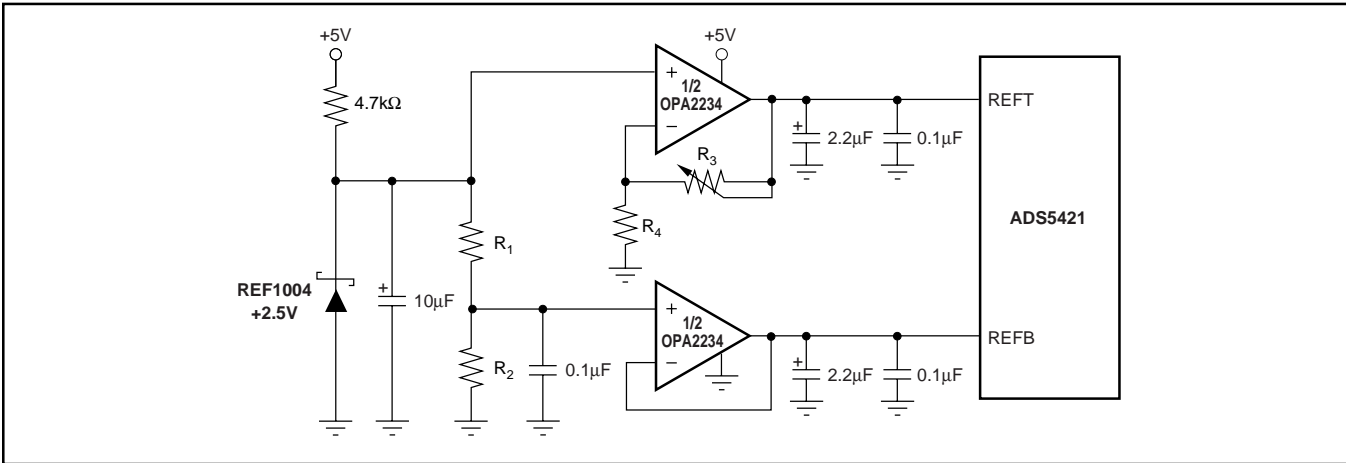 +5V
4.7kΩ
REF1004
+2.5V
+
10µF
R1
R2
0.1µF
+5V
+
1/2
OPA2234
–
R3
R4
+
2.2µF
0.1µF
REFT
+
1/2
OPA2234
–
+
2.2µF
0.1µF
REFB
ADS5421